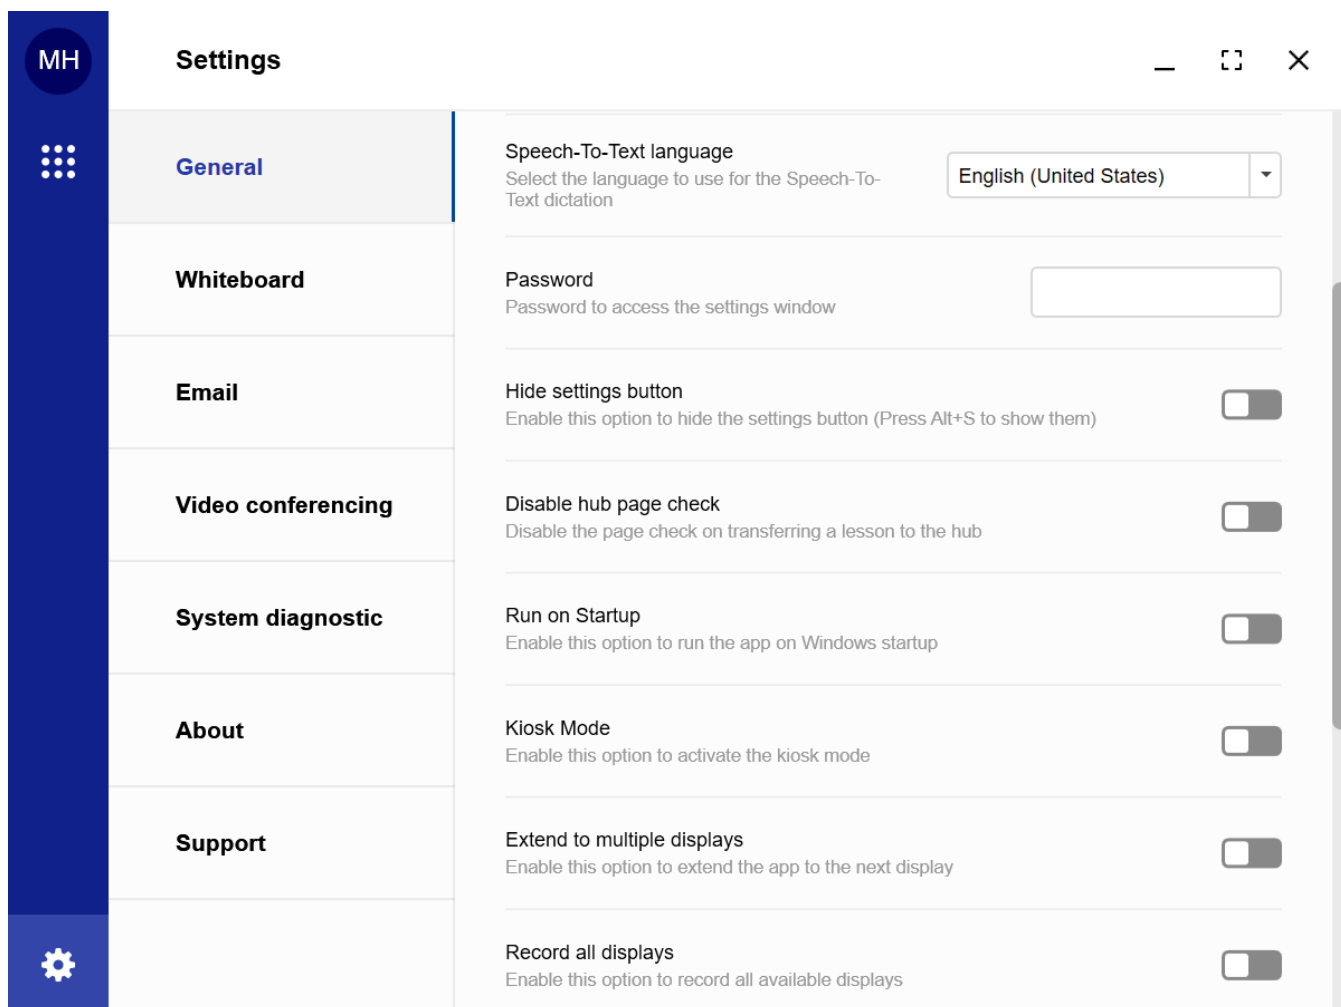 MH
Settings
General
Whiteboard
Email
Video conferencing
System diagnostic
About
Support
Speech-To-Text language
Select the language to use for the Speech-To-
Text dictation
English (United States)
Password
Password to access the settings window
Hide settings button
Enable this option to hide the settings button (Press Alt+S to show them)
Disable hub page check
Disable the page check on transferring a lesson to the hub
Run on Startup
Enable this option to run the app on Windows startup
Kiosk Mode
Enable this option to activate the kiosk mode
Extend to multiple displays
Enable this option to extend the app to the next display
Record all displays
Enable this option to record all available displays